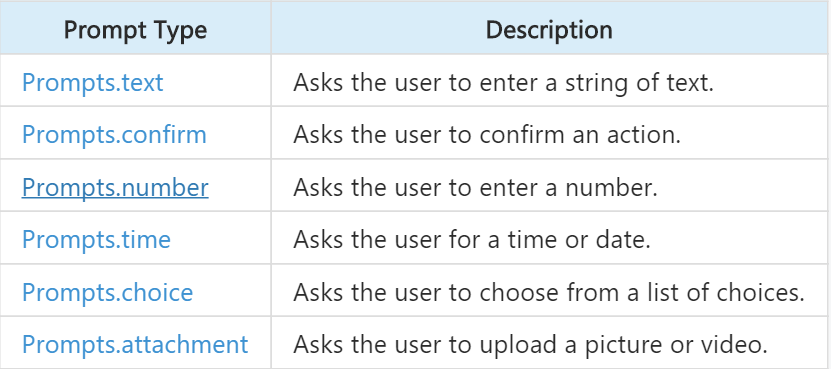 Prompt Type Description
Prompts.text Asks the user to enter a string of text.
Prompts.confirm Asks the user to confirm an action.
Prompts.number Asks the user to enter a number.
Prompts.time Asks the user for a time or date.
Prompts.choice Asks the user to choose from a list of choices.
Prompts.attachment Asks the user to upload a picture or video.